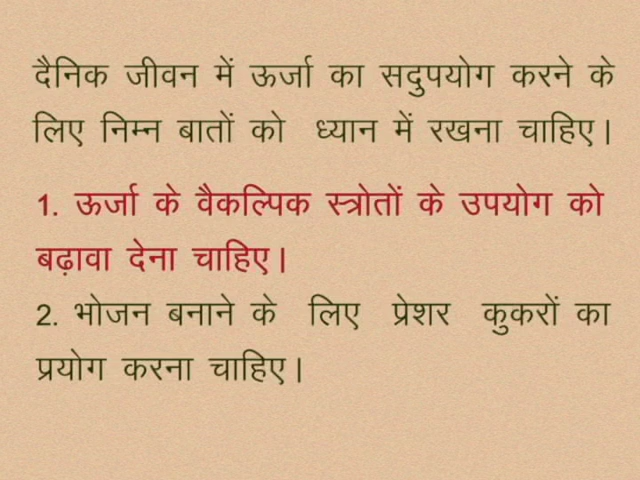 दैनिक जीवन में ऊर्जा का सदुपयोग करने के
लिए निम्न बातों को ध्यान में रखना चाहिए।
1. ऊर्जा के वैकल्पिक स्त्रोतों के उपयोग को
बढ़ावा देना चाहिए।
2. भोजन बनाने के लिए प्रेशर कुकरों का
प्रयोग करना चाहिए।